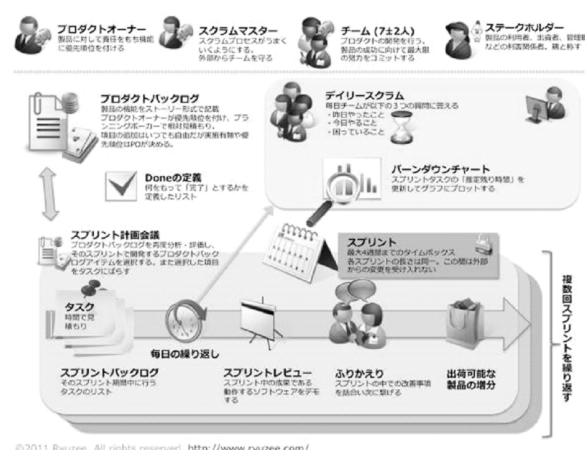 プロダクトオーナー
製品に対して責任をもち機能
に優先順位を付ける
スクラムマスター
スクラムプロセスがうまく
いくようにする。
外部からチームを守る
チーム (7±2人)
プロダクトの開発を行う。
製品の成功に向けて最大限
の努力をコミットする
ステークホルダー
製品の利用者、出資者、管理職
などの利害関係者。鶏と称す
プロダクトバックログ
製品の機能をストーリー形式で記載
プロダクトオーナーが優先順位を付け、プラ
ンニングポーカーで相対見積もり。
項目の追加はいつでも自由だが実施有無や優
先順位はPOが決める。
デイリースクラム
毎日チームが以下の3つの質問に答える
・昨日やったこと
・今日やること
・困っていること
バーンダウンチャート
スプリントタスクの「推定残り時間」を
更新してグラフにプロットする
Doneの定義
何をもって「完了」とするかを
定義したリスト
スプリント計画会議
プロダクトバックログを再度分析・評価し、
そのスプリントで開発するプロダクトバック
ログアイテムを選択する。また選択した項目
をタスクにばらす
スプリント
最大4週間までのタイムボックス
各スプリントの長さは同一。この間は外部
からの変更を受け入れない
タスク
時間で見
積もり
毎日の繰り返し
スプリントバックログ
そのスプリント期間中に行う
タスクのリスト
スプリントレビュー
スプリント中の成果である
動作するソフトウェアをデモ
する
ふりかえり
スプリントの中での改善事項
を話合い次に繋げる
出荷可能な
製品の増分
複数回スプリントを繰り返す
©2011 Ryuzee. All rights reserved. http://www.ryuzee.com/